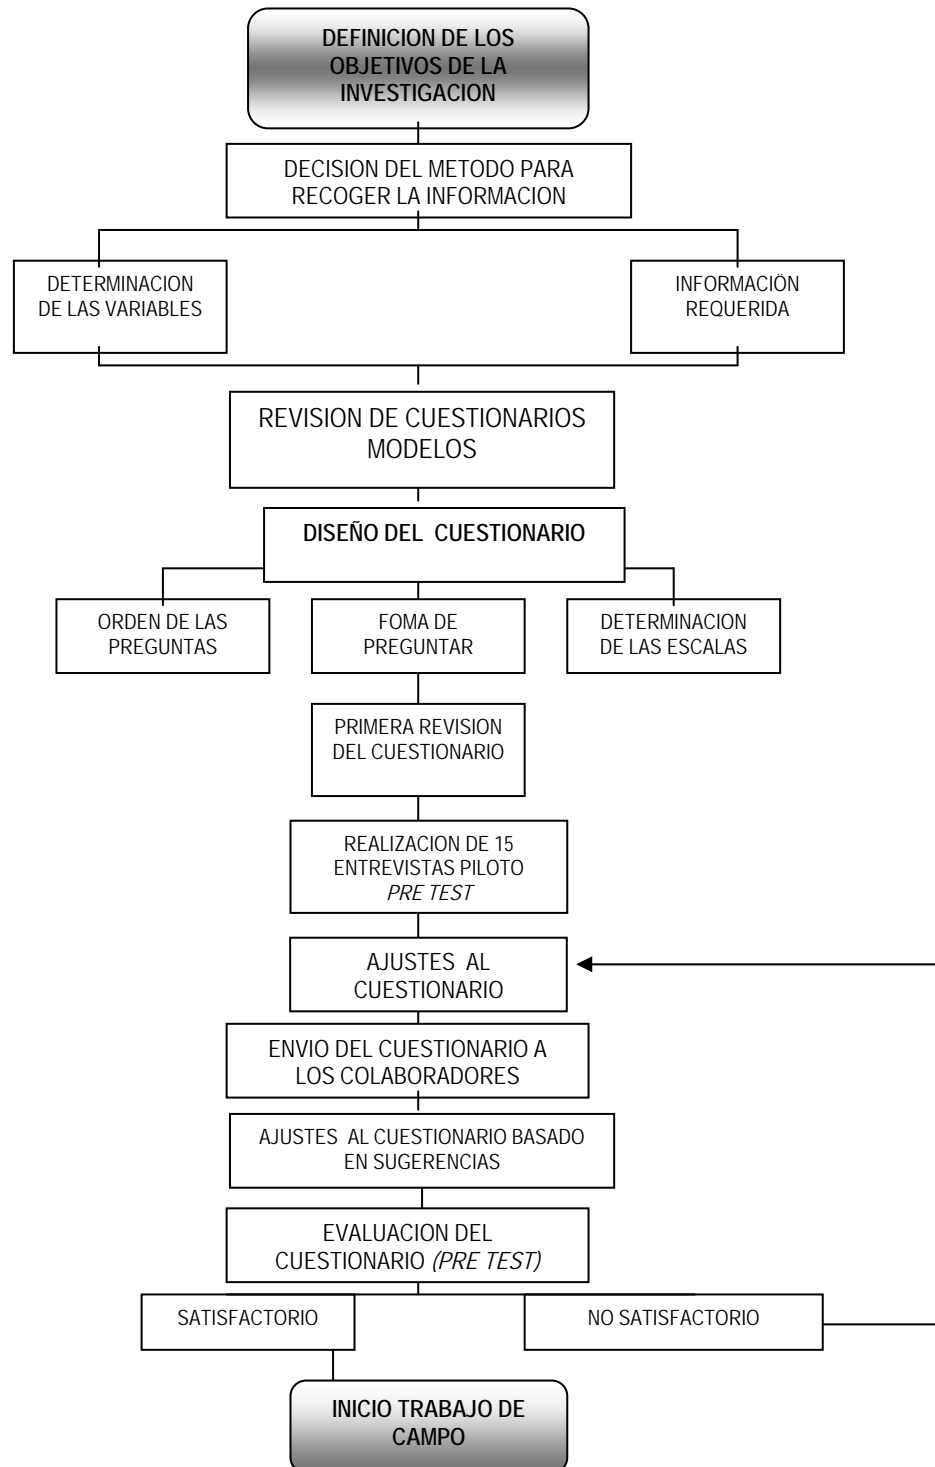 DEFINICION DE LOS
OBJETIVOS DE LA
INVESTIGACION
DECISION DEL METODO PARA
RECOGER LA INFORMACION
DETERMINACION
DE LAS VARIABLES
INFORMACIÖN
REQUERIDA
REVISION DE CUESTIONARIOS
MODELOS
DISEÑO DEL CUESTIONARIO
ORDEN DE LAS
PREGUNTAS
FOMA DE
PREGUNTAR
DETERMINACION
DE LAS ESCALAS
PRIMERA REVISION
DEL CUESTIONARIO
REALIZACION DE 15
ENTREVISTAS PILOTO
PRE TEST
AJUSTES AL
CUESTIONARIO
ENVIO DEL CUESTIONARIO A
LOS COLABORADORES
AJUSTES AL CUESTIONARIO BASADO
EN SUGERENCIAS
EVALUACION DEL
CUESTIONARIO (PRE TEST)
SATISFACTORIO
NO SATISFACTORIO
INICIO TRABAJO DE
CAMPO